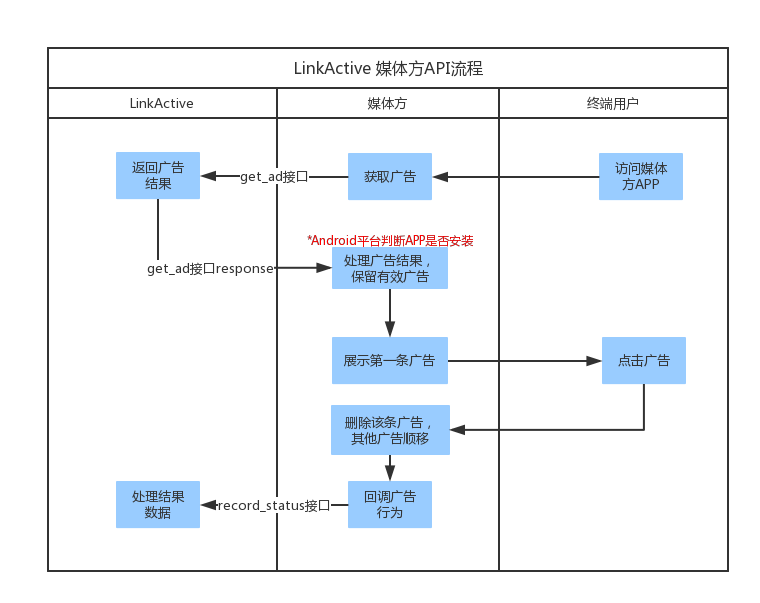 LinkActive 媒体方API流程
LinkActive
媒体方
终端用户
返回广告
结果
get_ad接口
获取广告
访问媒体
方APP
*Android平台判断APP是否安装
get_ad接口response
处理广告结果，
保留有效广告
展示第一条广告
点击广告
删除该条广告，
其他广告顺移
处理结果
数据
record_status接口
回调广告
行为